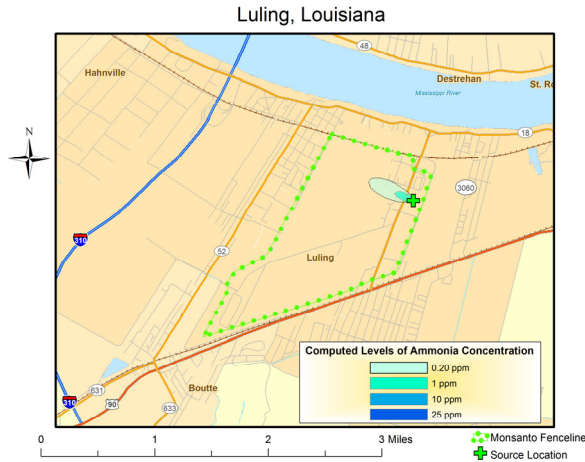 Luling, Louisiana
48
Hahnville
Destrehan
Mississippi River
St. Ro
18
N
3060
310
52
Luling
Computed Levels of Ammonia Concentration
0.20 ppm
1 ppm
10 ppm
25 ppm
631
Boutte
310
90
633
Monsanto Fenceline
0 1 2 3 Miles
Source Location